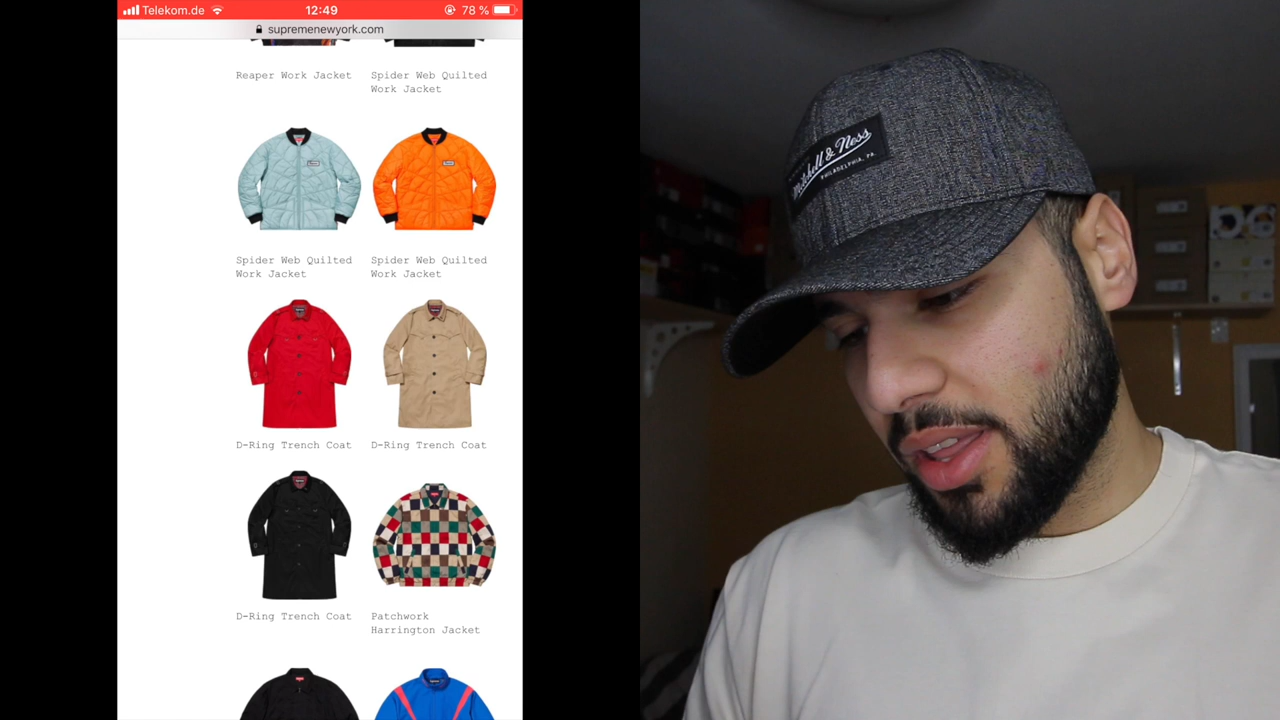 Telekom.de
12:49
78 %
supremenewyork.com
Reaper Work Jacket
Spider Web Quilted
Work Jacket
Spider Web Quilted
Work Jacket
Spider Web Quilted
Work Jacket
D-Ring Trench Coat
D-Ring Trench Coat
D-Ring Trench Coat
Patchwork
Harrington Jacket
Mitchell & Ness
PHILADELPHIA, PA.